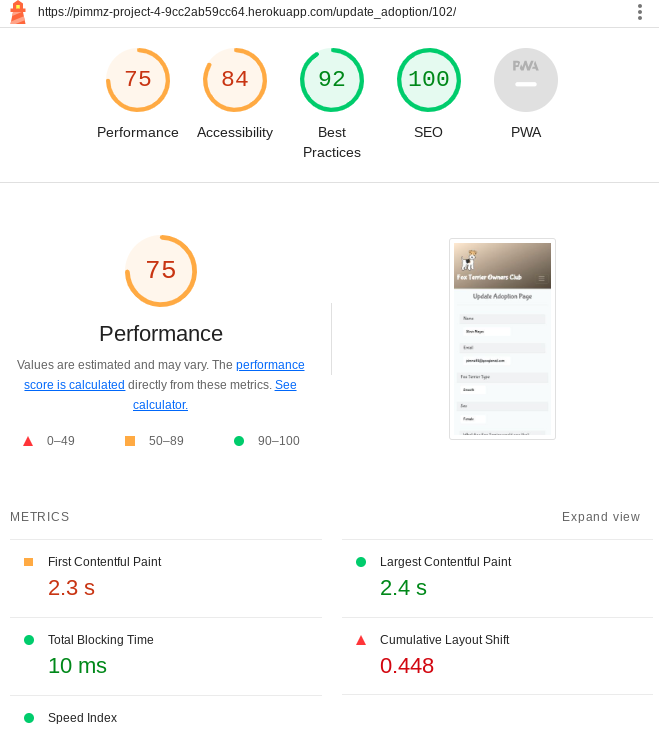 https://pimmz-project-4-9cc2ab59cc64.herokuapp.com/update_adoption/102/
75
84
92
100
PWA
Performance
Accessibility
Best
Practices
SEO
PWA
75
Performance
Values are estimated and may vary. The performance
score is calculated directly from these metrics. See
calculator.
0–49
50–89
90–100
Fox Terrier Owners Club
Update Adoption Page
Name
Email
Fox Terrier Type
Sex
Female
METRICS
Expand view
First Contentful Paint
2.3 s
Largest Contentful Paint
2.4 s
Total Blocking Time
10 ms
Cumulative Layout Shift
0.448
Speed Index